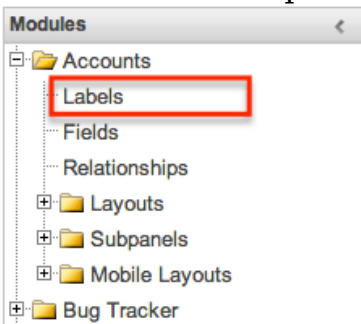 Modules
Accounts
Labels
Fields
Relationships
Layouts
Subpanels
Mobile Layouts
Bug Tracker